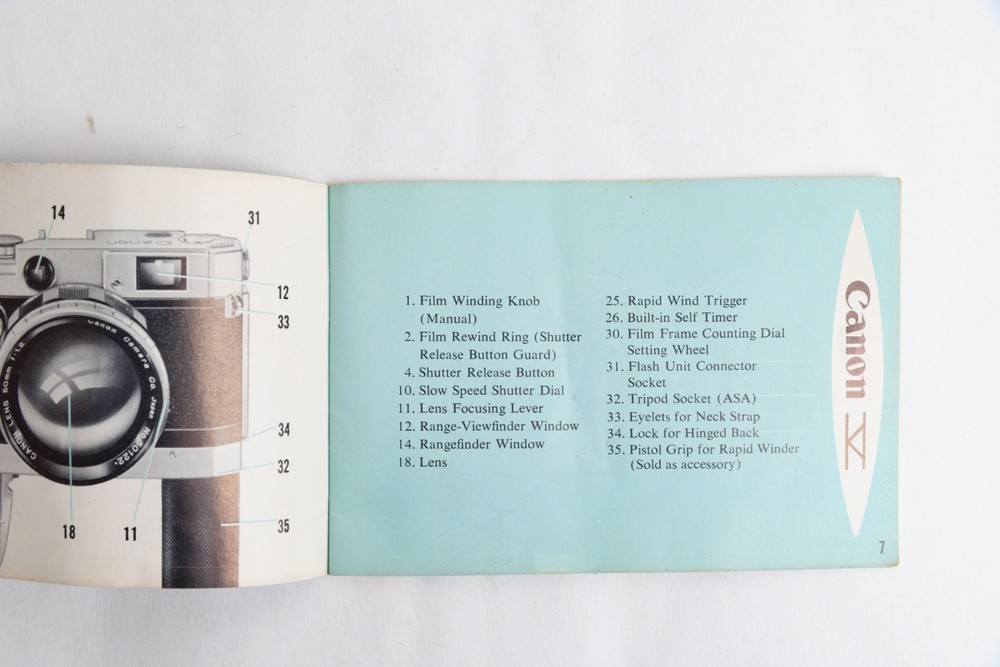 14
31
Canon
12
33
CANON LENS 50mm 1:1.2
Canon Camera Co. Japan No. 50122
34
32
35
18
11
1. Film Winding Knob
(Manual)
2. Film Rewind Ring (Shutter
Release Button Guard)
4. Shutter Release Button
10. Slow Speed Shutter Dial
11. Lens Focusing Lever
12. Range-Viewfinder Window
14. Rangefinder Window
18. Lens
25. Rapid Wind Trigger
26. Built-in Self Timer
30. Film Frame Counting Dial
Setting Wheel
31. Flash Unit Connector
Socket
32. Tripod Socket (ASA)
33. Eyelets for Neck Strap
34. Lock for Hinged Back
35. Pistol Grip for Rapid Winder
(Sold as accessory)
Canon V
7